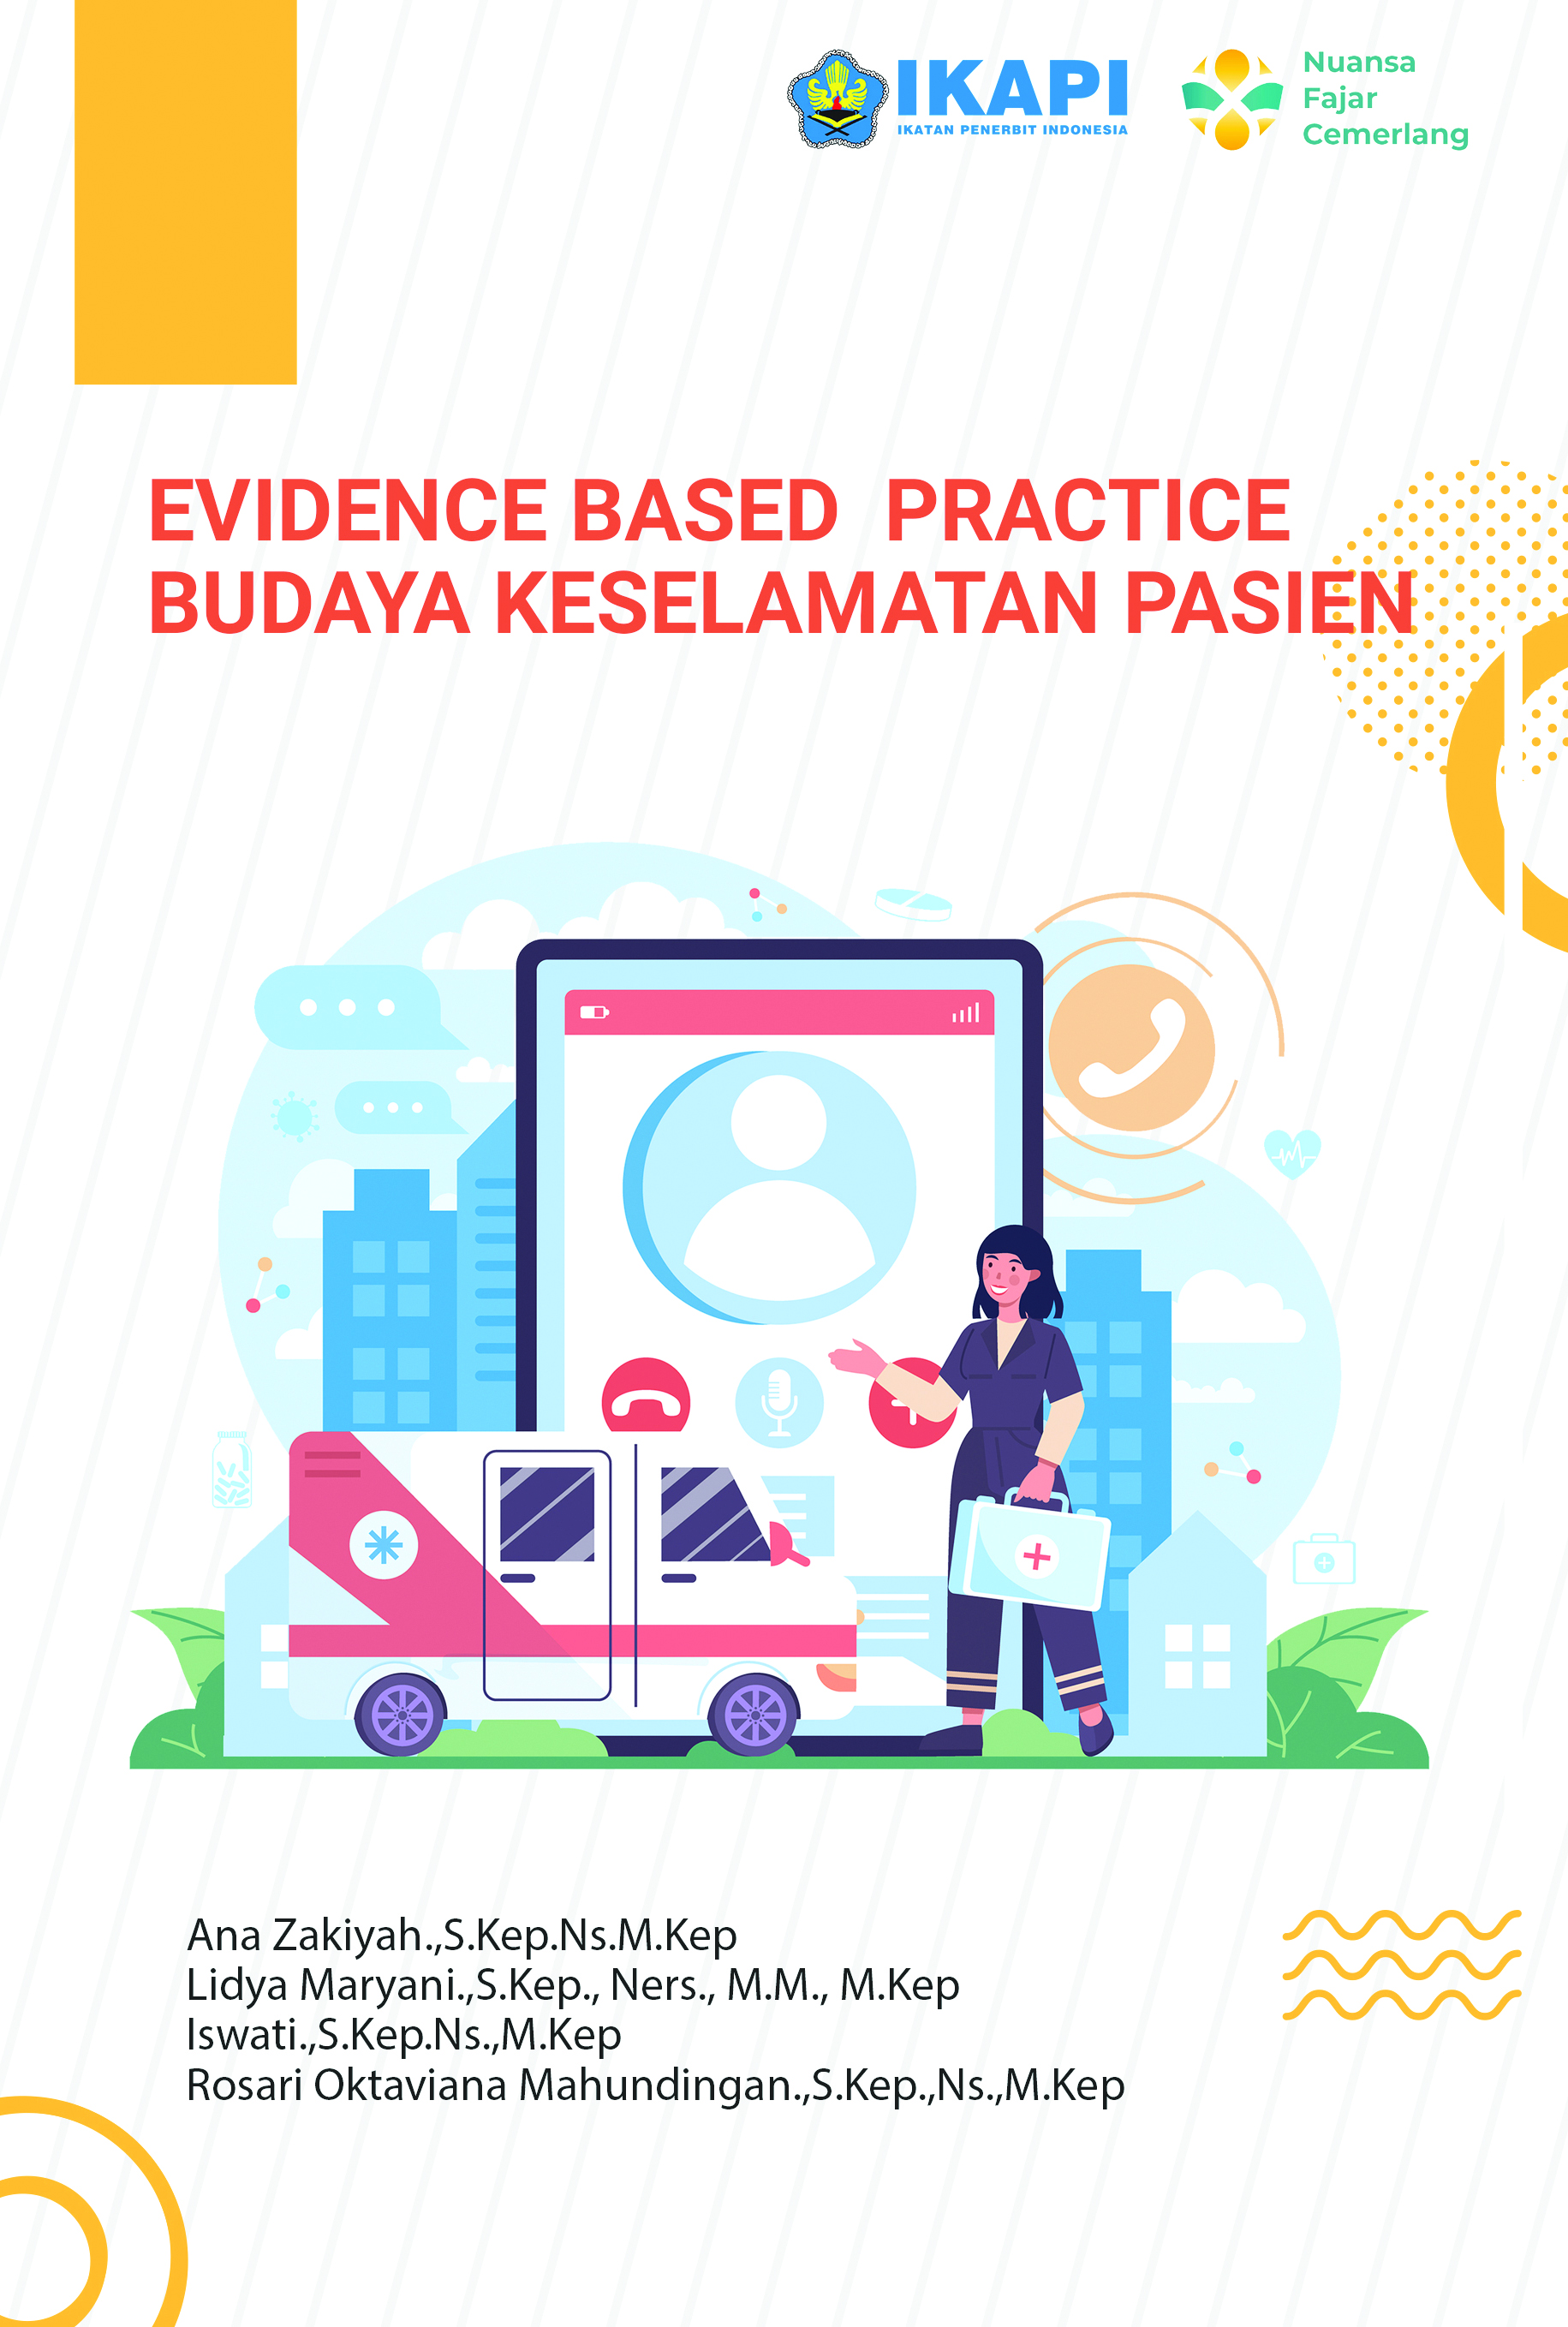 IKAPI
IKATAN PENERBIT INDONESIA
Nuansa
Fajar
Cemerlang
EVIDENCE BASED  PRACTICE
BUDAYA KESELAMATAN PASIEN
Ana Zakiyah.,S.Kep.Ns.M.Kep
Lidya Maryani.,S.Kep., Ners., M.M., M.Kep
Iswati.,S.Kep.Ns.,M.Kep
Rosari Oktaviana Mahundingan.,S.Kep.,Ns.,M.Kep